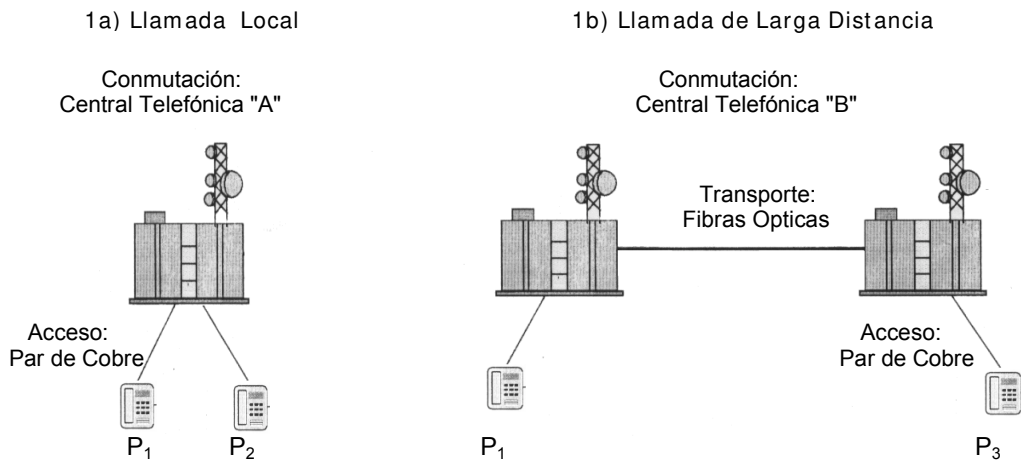 1a) Llamada Local
Conmutación:
Central Telefónica "A"
Acceso:
Par de Cobre
P1
P2
1b) Llamada de Larga Distancia
Conmutación:
Central Telefónica "B"
Transporte:
Fibras Opticas
Acceso:
Par de Cobre
P1
P3